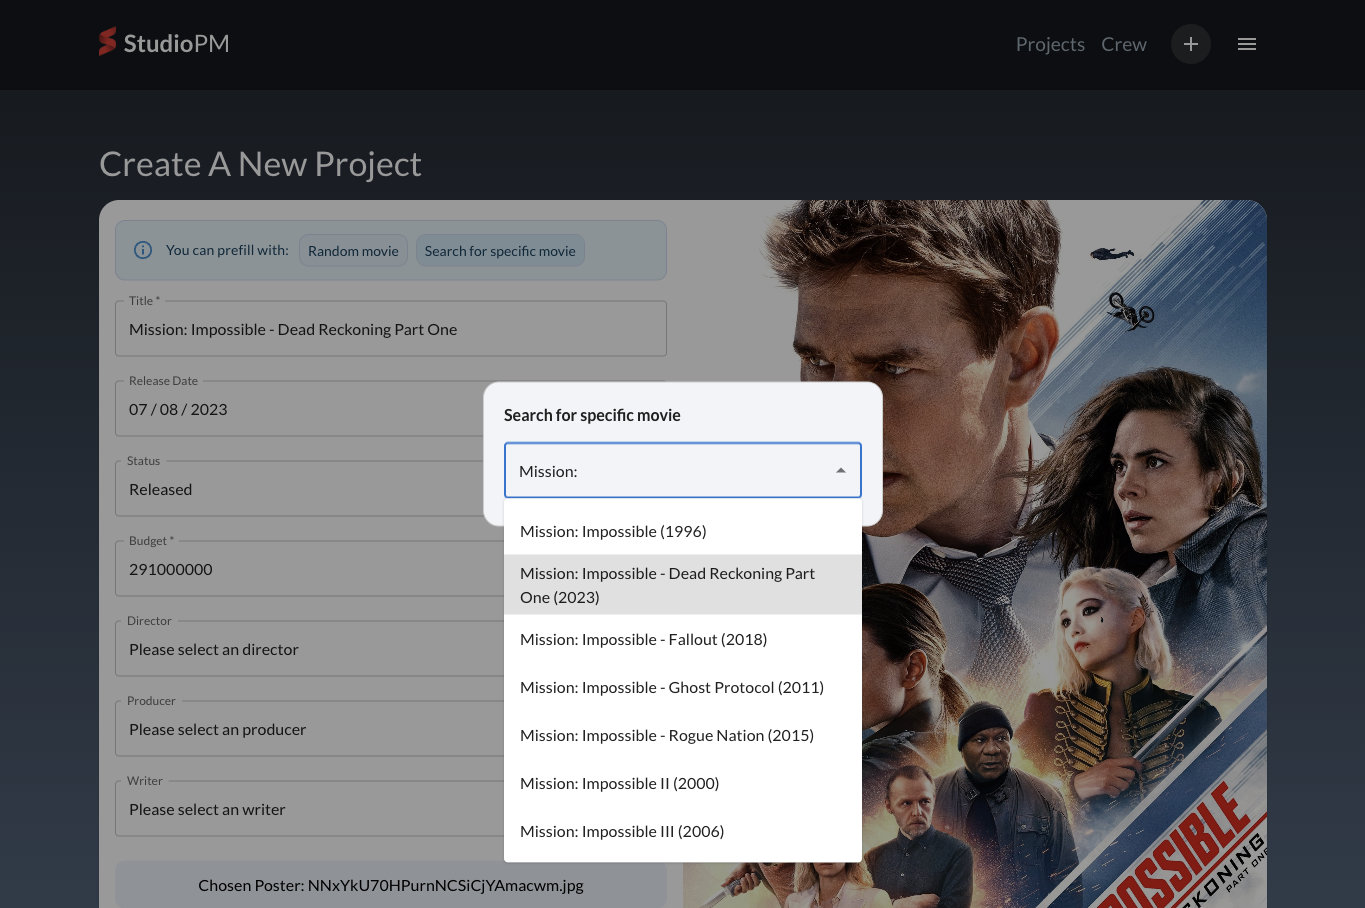 StudioPM
Projects
Crew
Create A New Project
You can prefill with:
Random movie
Search for specific movie
Title *
Mission: Impossible - Dead Reckoning Part One
Release Date
07 / 08 / 2023
Status
Released
Budget *
291000000
Director
Please select an director
Producer
Please select an producer
Writer
Please select an writer
Chosen Poster: NNxYkU70HPurnNCSiCjYAmacwm.jpg
Search for specific movie
Mission:
Mission: Impossible (1996)
Mission: Impossible - Dead Reckoning Part
One (2023)
Mission: Impossible - Fallout (2018)
Mission: Impossible - Ghost Protocol (2011)
Mission: Impossible - Rogue Nation (2015)
Mission: Impossible II (2000)
Mission: Impossible III (2006)
POSSIBLE
KONING
PART ONE